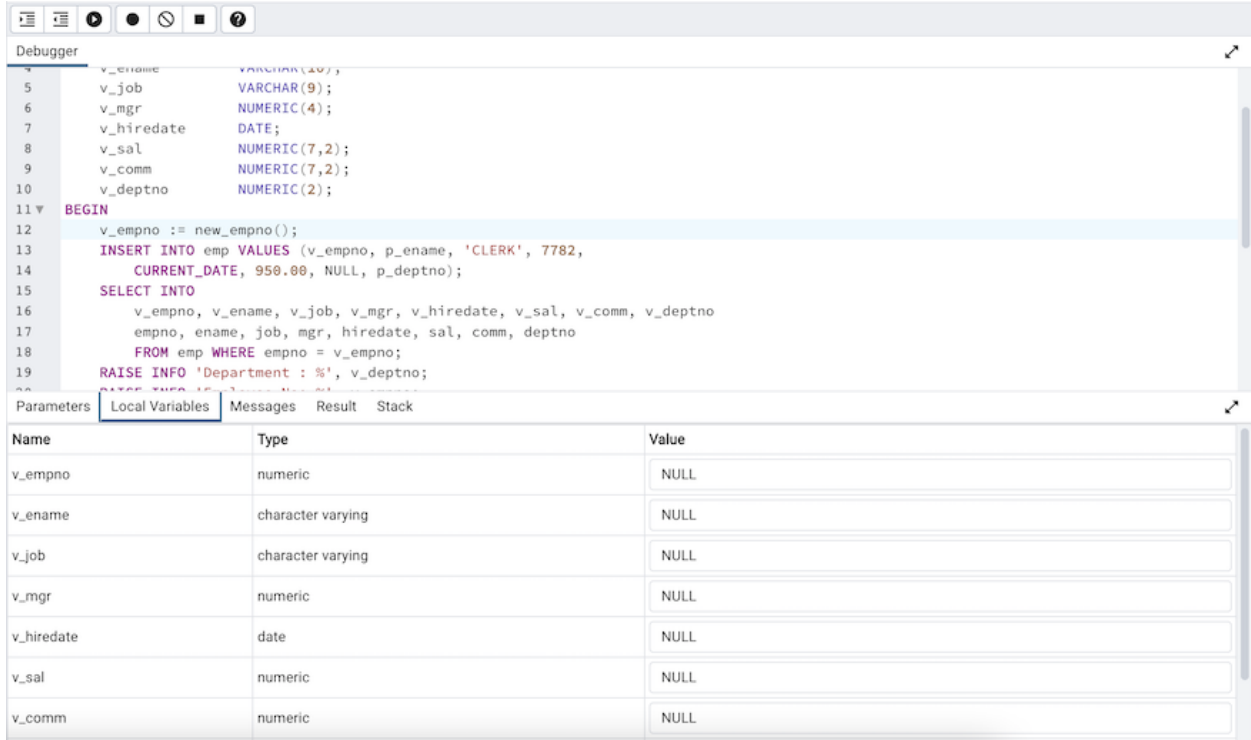 Debugger
4 v_ename VARCHAR(10);
5 v_job VARCHAR(9);
6 v_mgr NUMERIC(4);
7 v_hiredate DATE;
8 v_sal NUMERIC(7,2);
9 v_comm NUMERIC(7,2);
10 v_deptno NUMERIC(2);
11 BEGIN
12 v_empno := new_empno();
13 INSERT INTO emp VALUES (v_empno, p_ename, 'CLERK', 7782,
14 CURRENT_DATE, 950.00, NULL, p_deptno);
15 SELECT INTO
16 v_empno, v_ename, v_job, v_mgr, v_hiredate, v_sal, v_comm, v_deptno
17 empno, ename, job, mgr, hiredate, sal, comm, deptno
18 FROM emp WHERE empno = v_empno;
19 RAISE INFO 'Department : %', v_deptno;
Parameters Local Variables Messages Result Stack
Name Type Value
v_empno numeric NULL
v_ename character varying NULL
v_job character varying NULL
v_mgr numeric NULL
v_hiredate date NULL
v_sal numeric NULL
v_comm numeric NULL